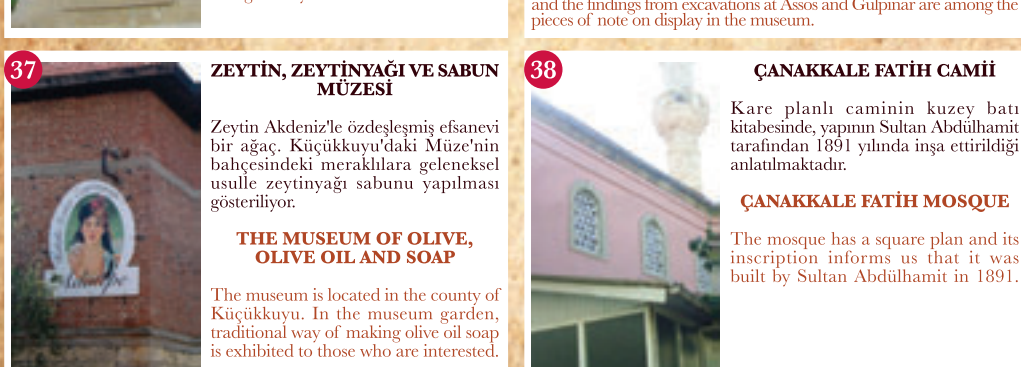 and the findings from excavations at Assos and Gülpınar are among the
pieces of note on display in the museum.
37
ZEYTİN, ZEYTİNYAĞI VE SABUN
MÜZESİ
Zeytin Akdeniz'le özdeşleşmiş efsanevi
bir ağaç. Küçükkuyu'daki Müze'nin
bahçesindeki meraklılara geleneksel
usulle zeytinyağı sabunu yapılması
gösteriliyor.
THE MUSEUM OF OLIVE,
OLIVE OIL AND SOAP
The museum is located in the county of
Küçükkuyu. In the museum garden,
traditional way of making olive oil soap
is exhibited to those who are interested.
38
ÇANAKKALE FATİH CAMİİ
Kare planlı caminin kuzey batı
kitabesinde, yapının Sultan Abdülhamit
tarafından 1891 yılında inşa ettirildiği
anlatılmaktadır.
ÇANAKKALE FATİH MOSQUE
The mosque has a square plan and its
inscription informs us that it was
built by Sultan Abdülhamit in 1891.